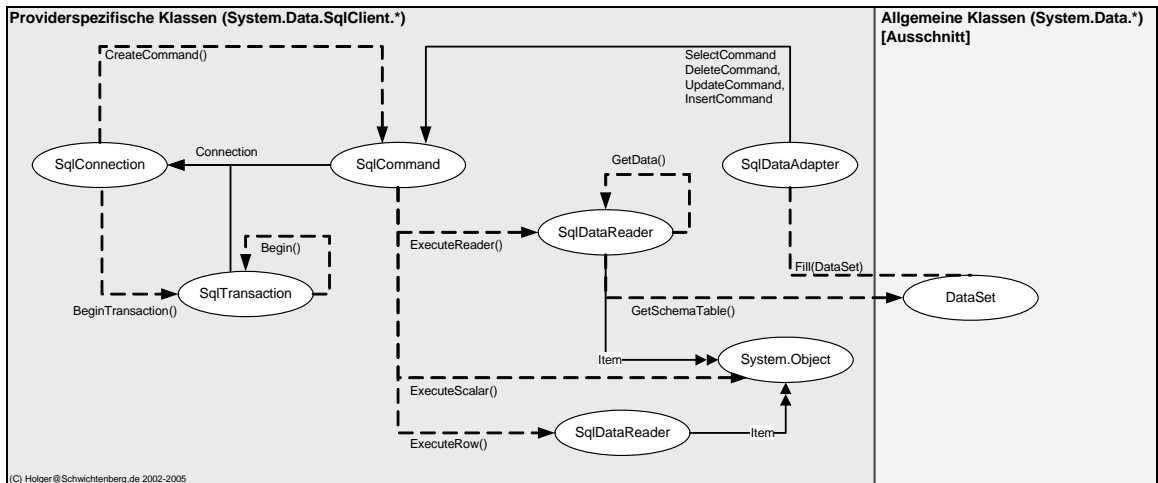 Providerspezifische Klassen (System.Data.SqlClient.*)
Allgemeine Klassen (System.Data.*)
[Ausschnitt]
CreateCommand()
SelectCommand
DeleteCommand,
UpdateCommand,
InsertCommand
SqlConnection
Connection
SqlCommand
GetData()
SqlDataAdapter
SqlDataReader
Begin()
ExecuteReader()
Fill(DataSet)
SqlTransaction
DataSet
BeginTransaction()
GetSchemaTable()
Item
System.Object
ExecuteScalar()
SqlDataReader
Item
ExecuteRow()
(C) Holger@Schwichtenberg.de 2002-2005